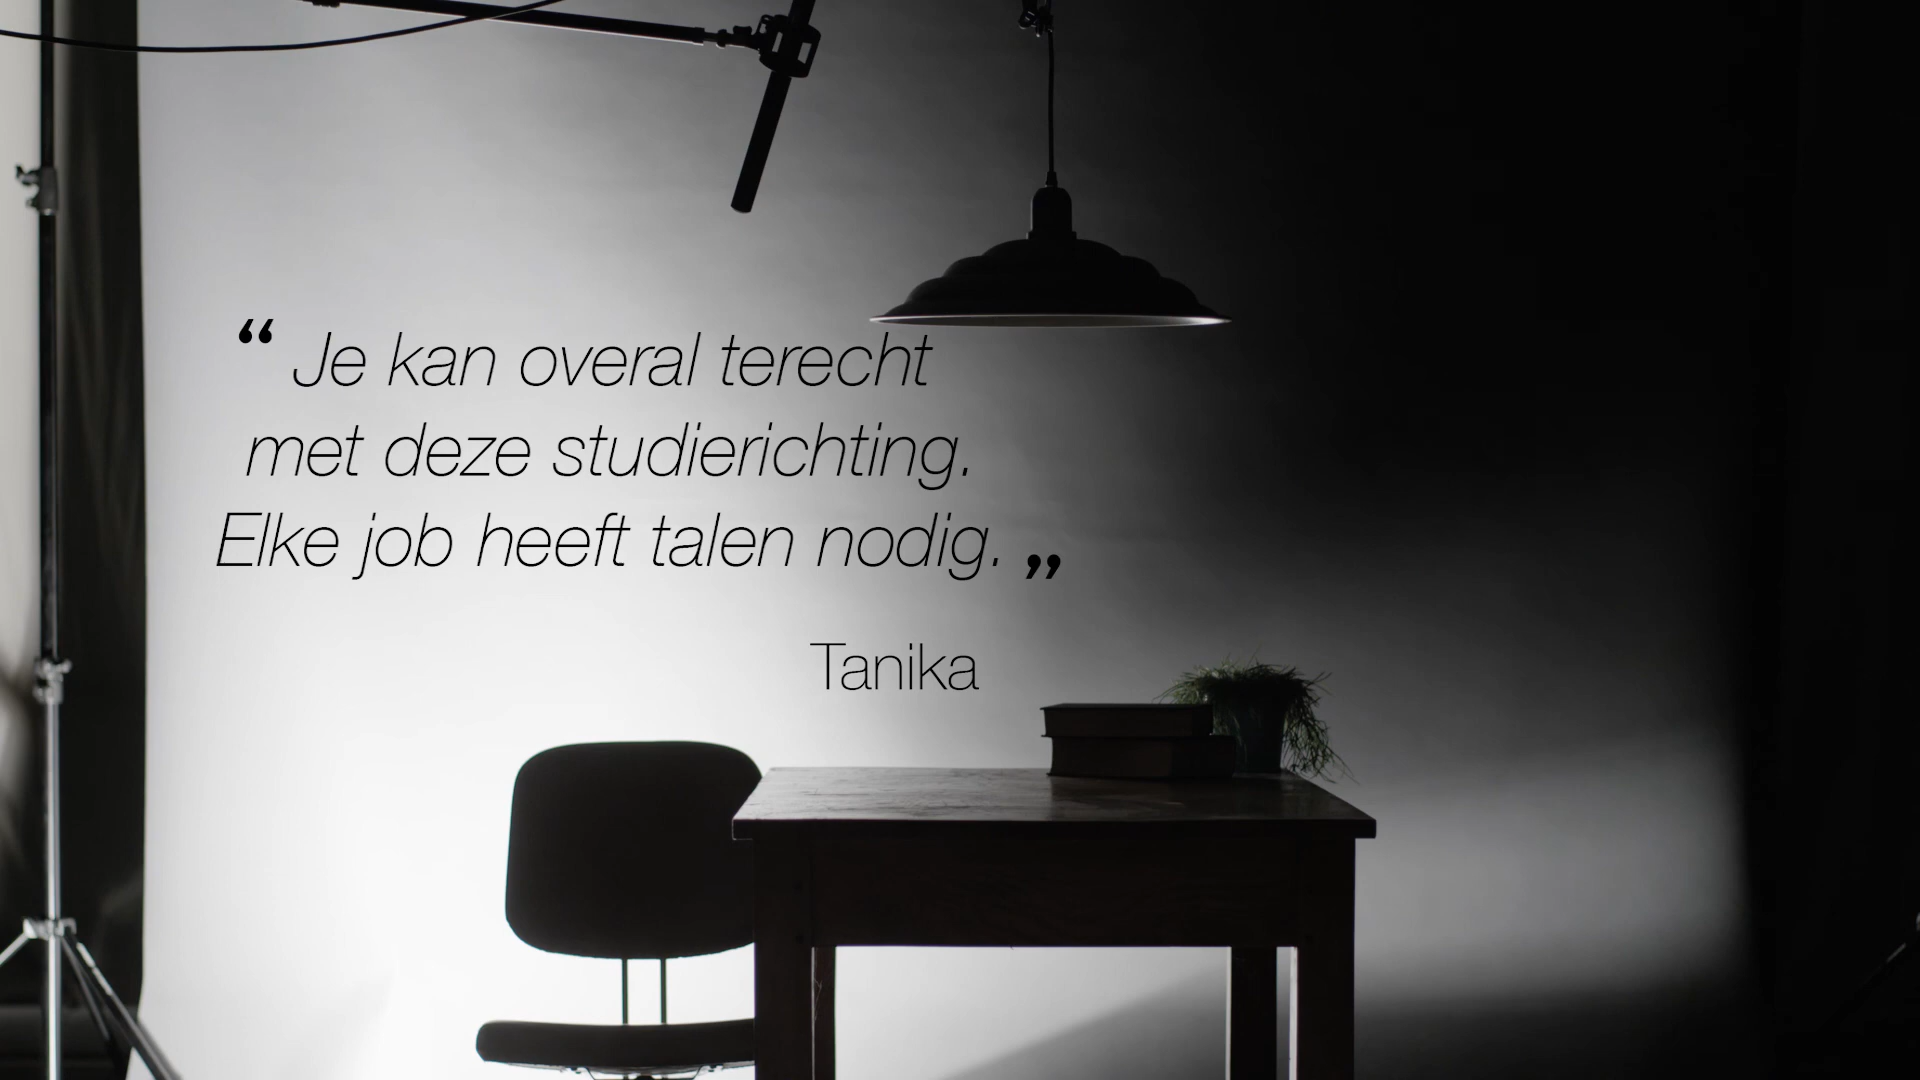 “ Je kan overal terecht
met deze studierichting.
Elke job heeft talen nodig. ”
Tanika